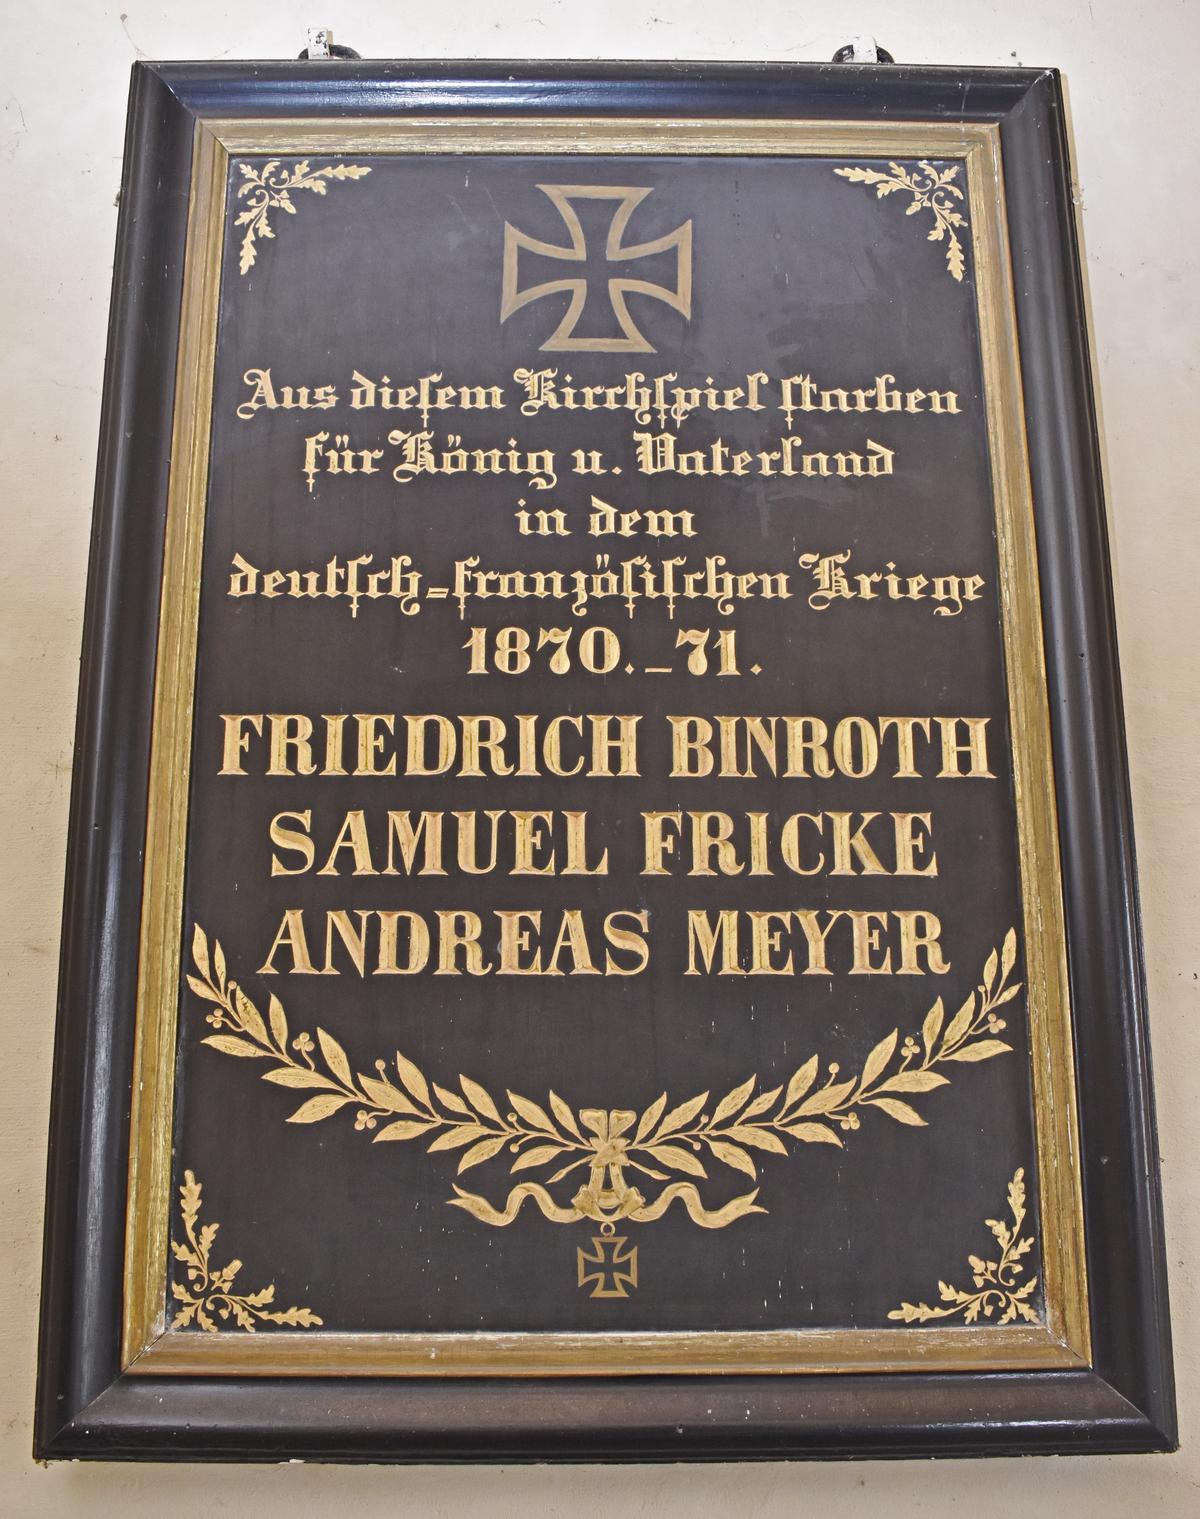 Aus dieſem Kirchſpiel ſtarben
für König u. Vaterland
in dem
deutſch=franzöſiſchen Kriege
1870._71.
FRIEDRICH BINROTH
SAMUEL FRICKE
ANDREAS MEYER